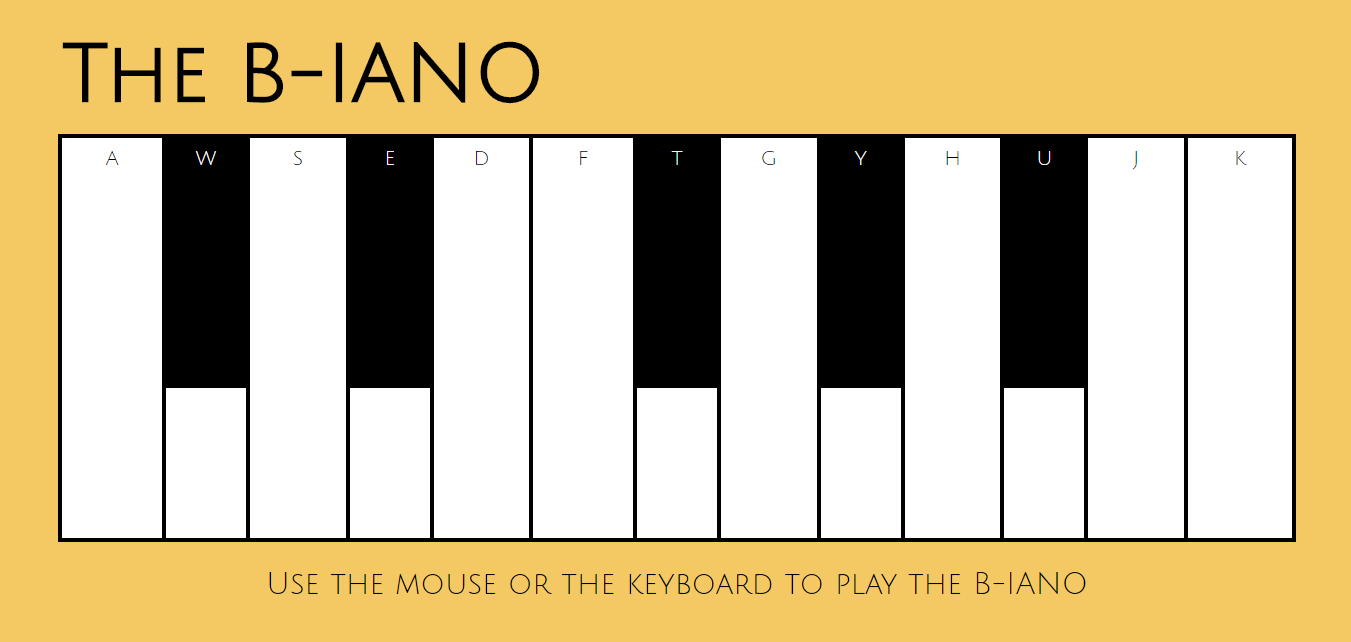 The B-IANO
A W S E D F T G Y H U J K
Use the mouse or the keyboard to play the B-IANO